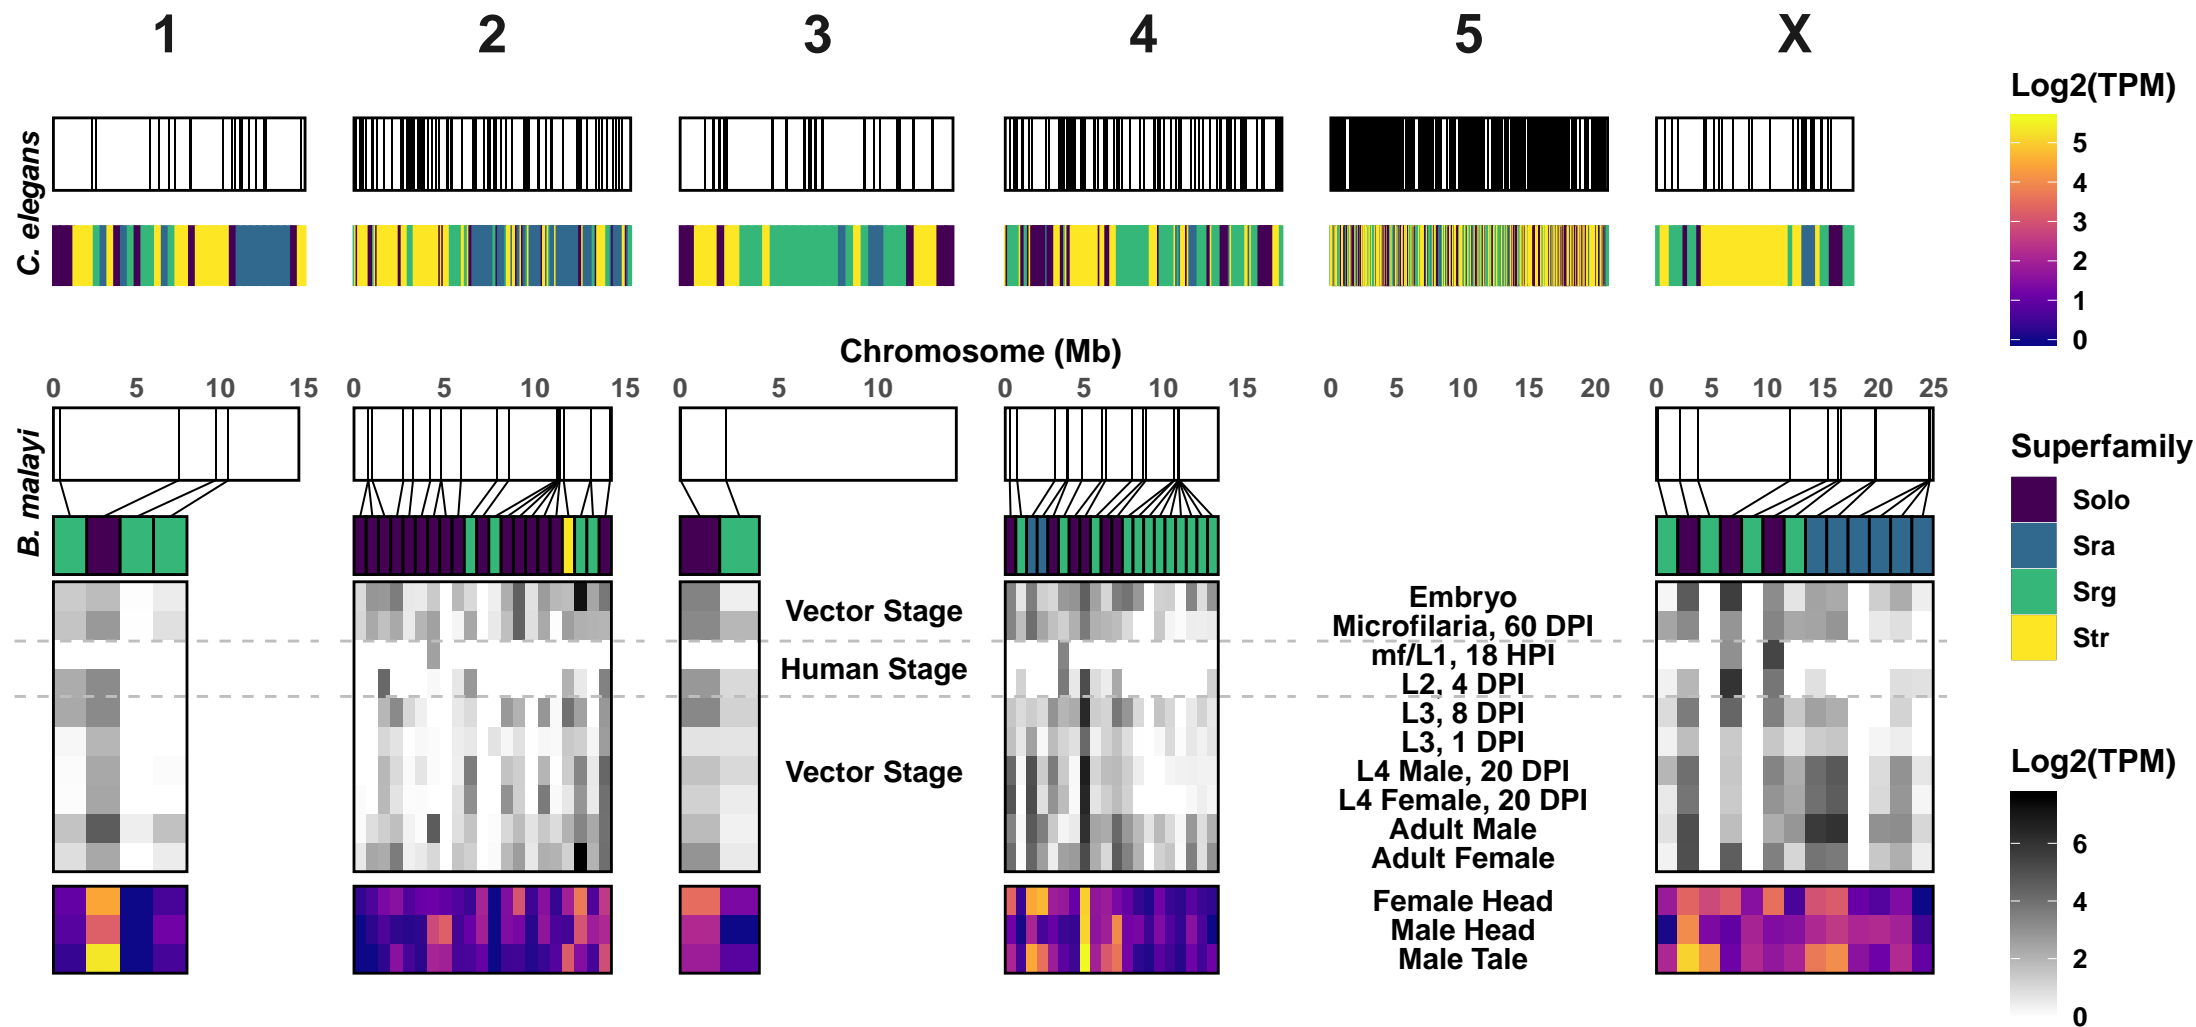 1 2 3 4 5 X
C. elegans
Log2(TPM)
5
4
3
2
1
0
Chromosome (Mb)
0 5 10 15 0 5 10 15 0 5 10 0 5 10 15 0 5 10 15 20 0 5 10 15 20 25
B. malayi
Superfamily
Solo
Sra
Srg
Str
Vector Stage
Human Stage
Vector Stage
Embryo
Microfilaria, 60 DPI
mf/L1, 18 HPI
L2, 4 DPI
L3, 8 DPI
L3, 1 DPI
L4 Male, 20 DPI
L4 Female, 20 DPI
Adult Male
Adult Female
Female Head
Male Head
Male Tale
Log2(TPM)
6
4
2
0